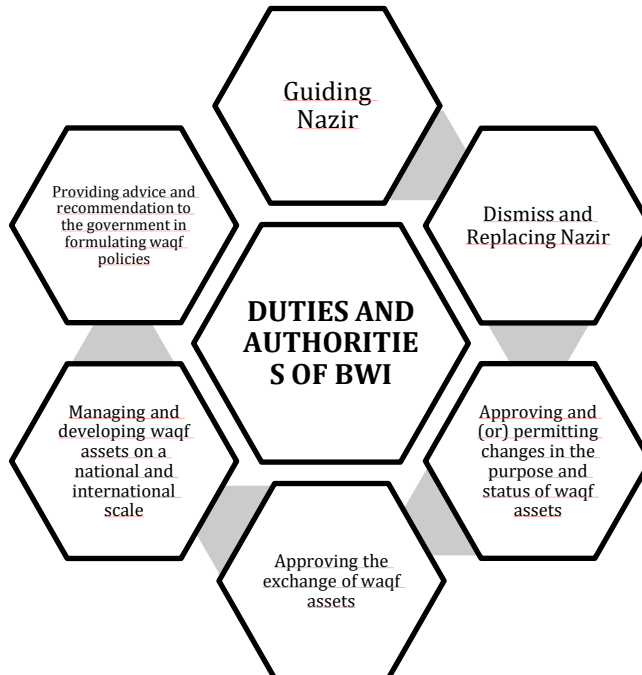 Guiding
Nazir
Dismiss and
Replacing Nazir
Approving and
(or) permitting
changes in the
purpose and
status of waqf
assets
Approving the
exchange of waqf
assets
Managing and
developing waqf
assets on a
national and
international
scale
Providing advice and
recommendation to
the government in
formulating waqf
policies
DUTIES AND
AUTHORITIE
S OF BWI